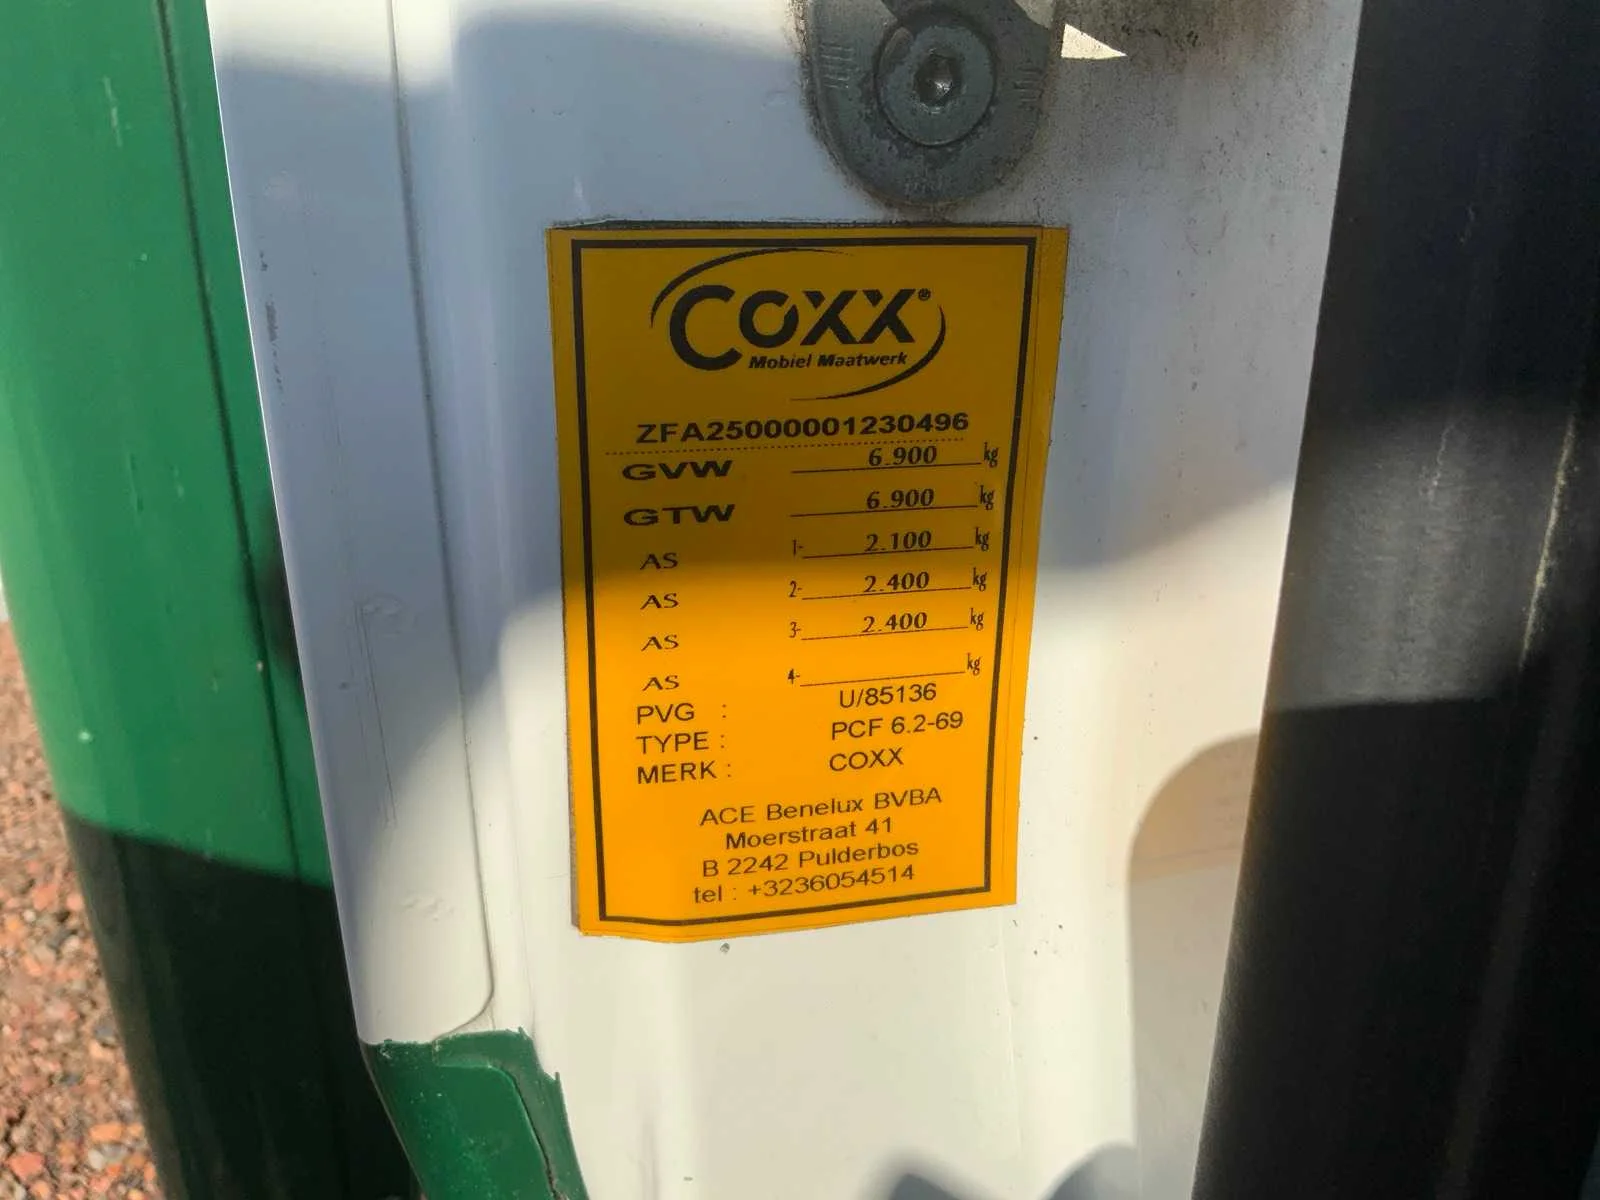 COXX®
Mobiel Maatwerk
ZFA25000001230496
GVW 6.900 kg
GTW 6.900 kg
AS 1- 2.100 kg
AS 2- 2.400 kg
AS 3- 2.400 kg
AS 4- kg
PVG : U/85136
TYPE : PCF 6.2-69
MERK : COXX
ACE Benelux BVBA
Moerstraat 41
B 2242 Pulderbos
tel : +3236054514